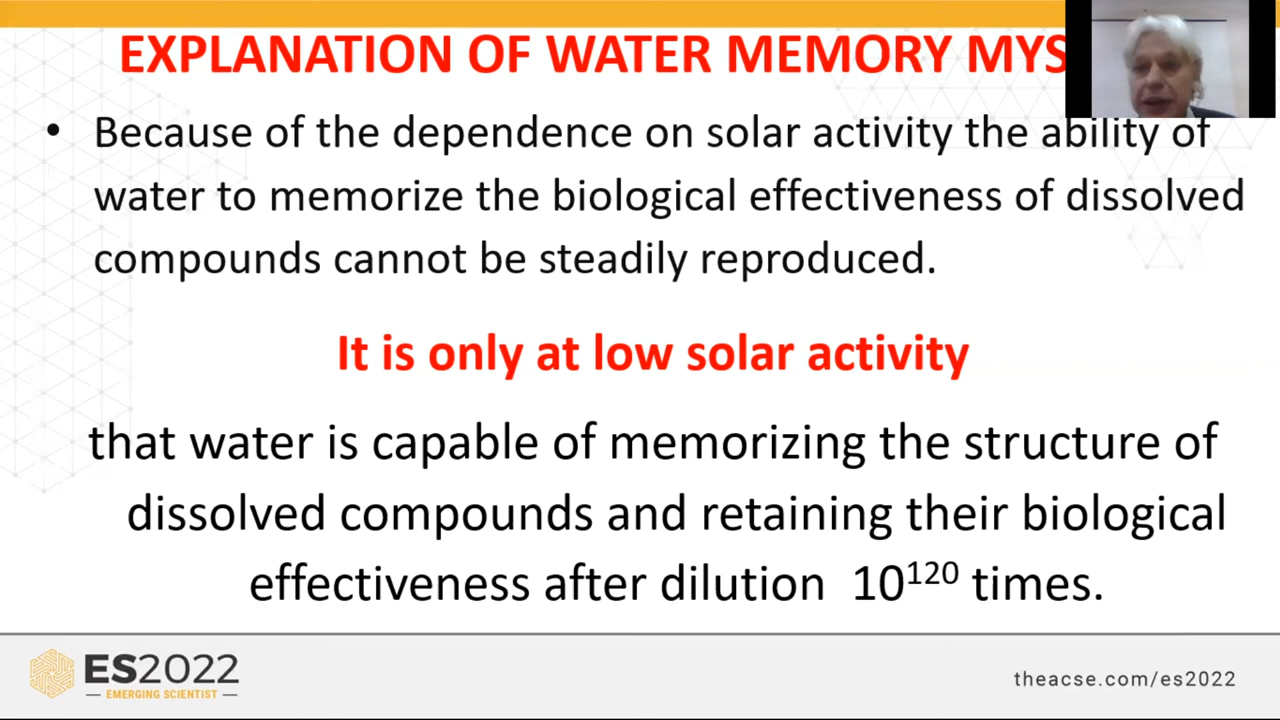 EXPLANATION OF WATER MEMORY MYS
• Because of the dependence on solar activity the ability of
water to memorize the biological effectiveness of dissolved
compounds cannot be steadily reproduced.
It is only at low solar activity
that water is capable of memorizing the structure of
dissolved compounds and retaining their biological
effectiveness after dilution 10¹²⁰ times.
ES2022
EMERGING SCIENTIST
theacse.com/es2022